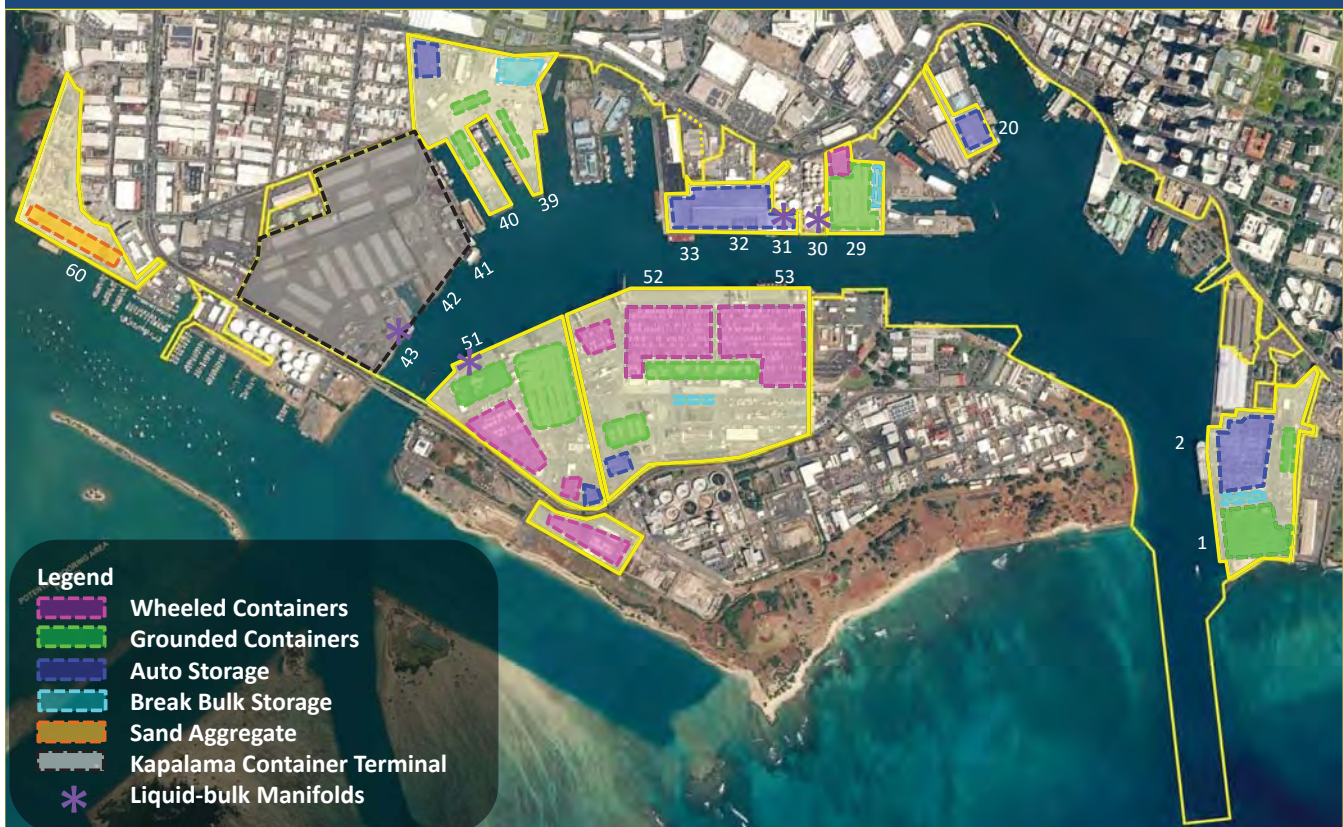 20
40
39
33
32
31
30
29
41
42
43
52
53
51
60
2
1
Legend
Wheeled Containers
Grounded Containers
Auto Storage
Break Bulk Storage
Sand Aggregate
Kapalama Container Terminal
Liquid-bulk Manifolds